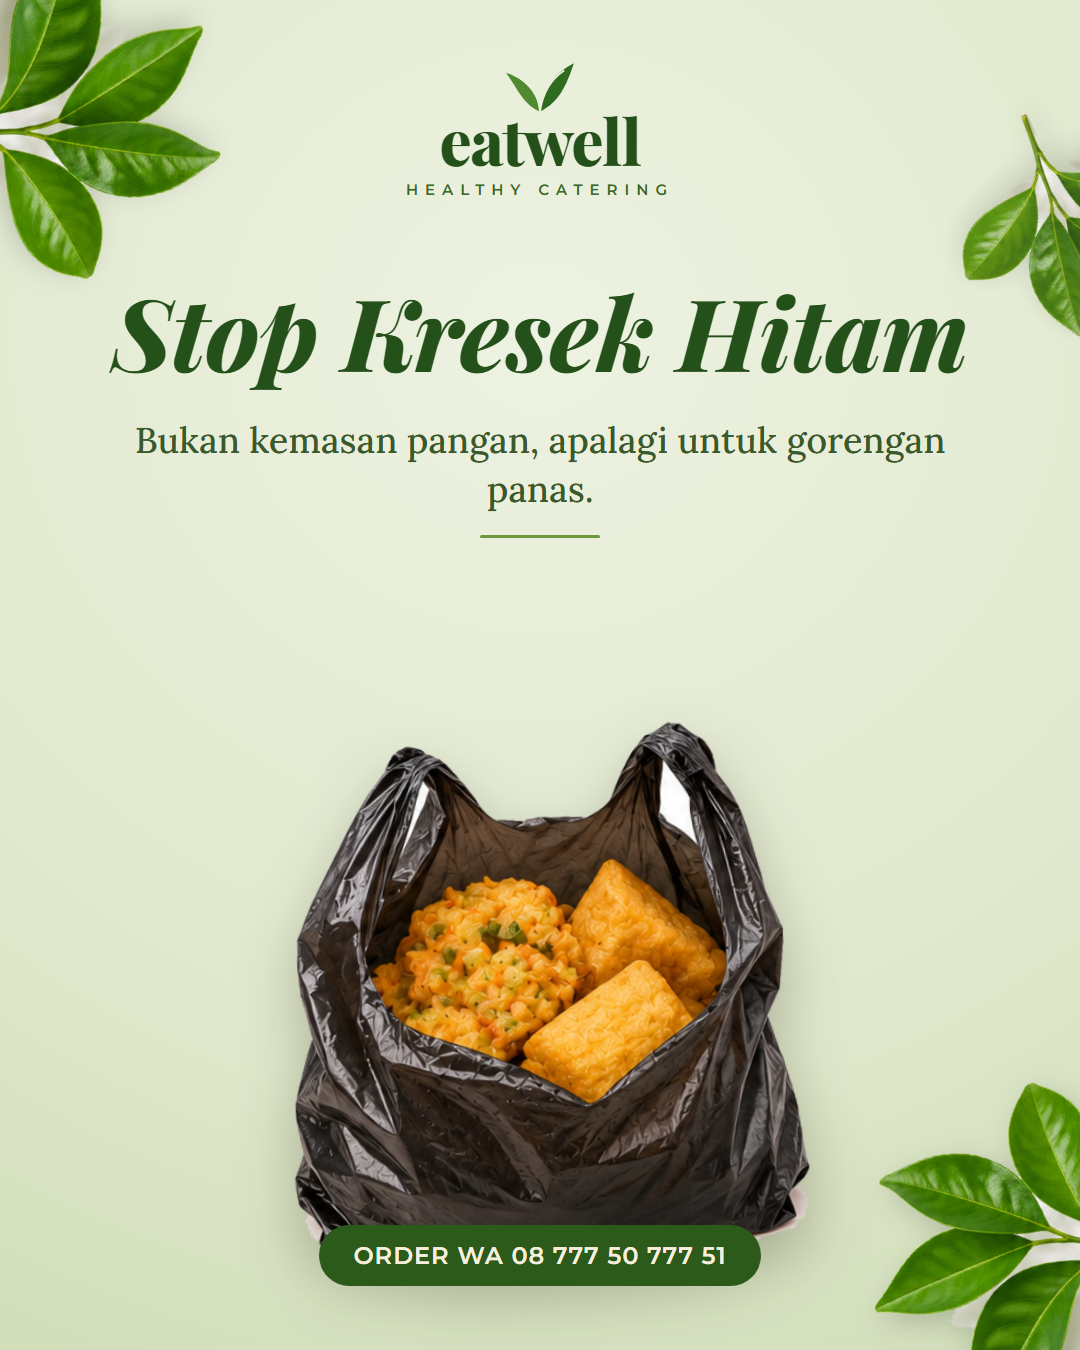 eatwell
HEALTHY CATERING
Stop Kresek Hitam
Bukan kemasan pangan, apalagi untuk gorengan
panas.
ORDER WA 08 777 50 777 51